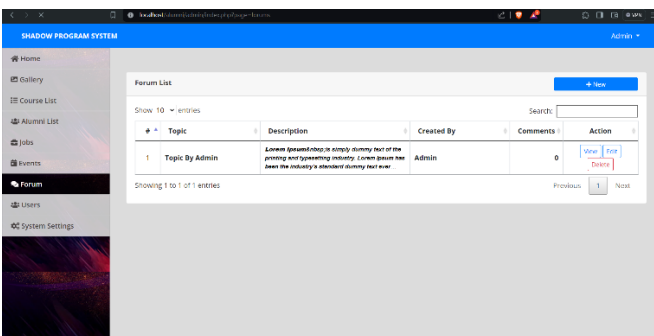 localhost/alumni/admin/index.php?page=forums
VPN
SHADOW PROGRAM SYSTEM
Admin
Home
Gallery
Course List
Alumni List
Jobs
Events
Forum
Users
System Settings
Forum List
+ New
Show 10 entries
Search:
# Topic Description Created By Comments Action
1 Topic By Admin
Lorem Ipsum&nbsp;is simply dummy text of the
printing and typesetting industry. Lorem Ipsum has
been the industry's standard dummy text ever ...
Admin 0
View Edit
Delete
Showing 1 to 1 of 1 entries
Previous 1 Next